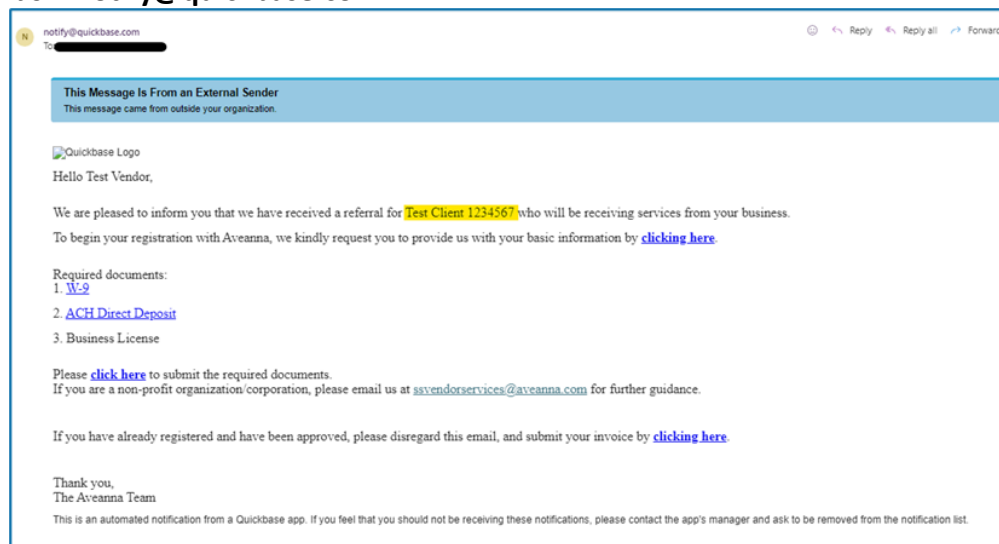 N
notify@quickbase.com
Reply Reply all Forward
To:
This Message Is From an External Sender
This message came from outside your organization.
Quickbase Logo
Hello Test Vendor,
We are pleased to inform you that we have received a referral for Test Client 1234567 who will be receiving services from your business.
To begin your registration with Aveanna, we kindly request you to provide us with your basic information by clicking here.
Required documents:
1. W-9
2. ACH Direct Deposit
3. Business License
Please click here to submit the required documents.
If you are a non-profit organization/corporation, please email us at ssvendorservices@aveanna.com for further guidance.
If you have already registered and have been approved, please disregard this email, and submit your invoice by clicking here.
Thank you,
The Aveanna Team
This is an automated notification from a Quickbase app. If you feel that you should not be receiving these notifications, please contact the app's manager and ask to be removed from the notification list.